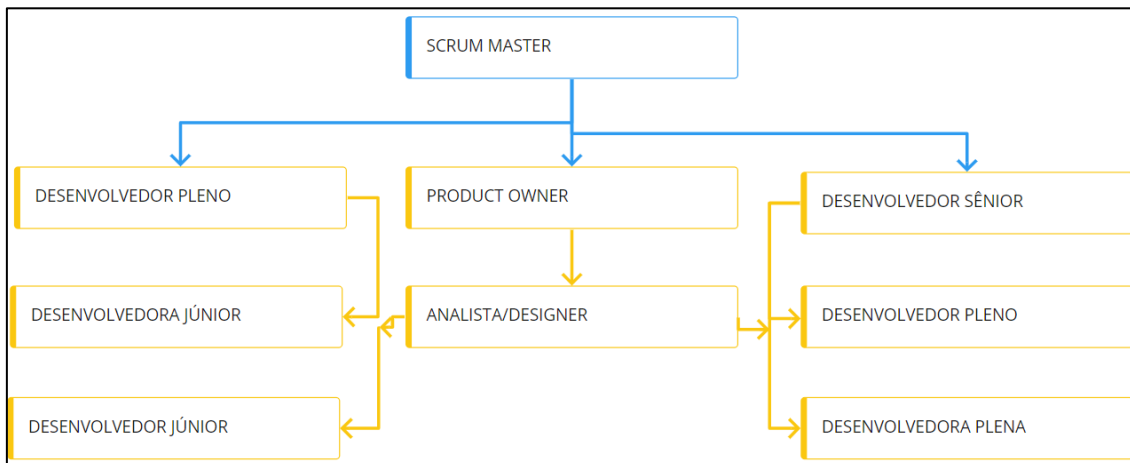 SCRUM MASTER
DESENVOLVEDOR PLENO
PRODUCT OWNER
DESENVOLVEDOR SÊNIOR
DESENVOLVEDORA JÚNIOR
ANALISTA/DESIGNER
DESENVOLVEDOR PLENO
DESENVOLVEDOR JÚNIOR
DESENVOLVEDORA PLENA